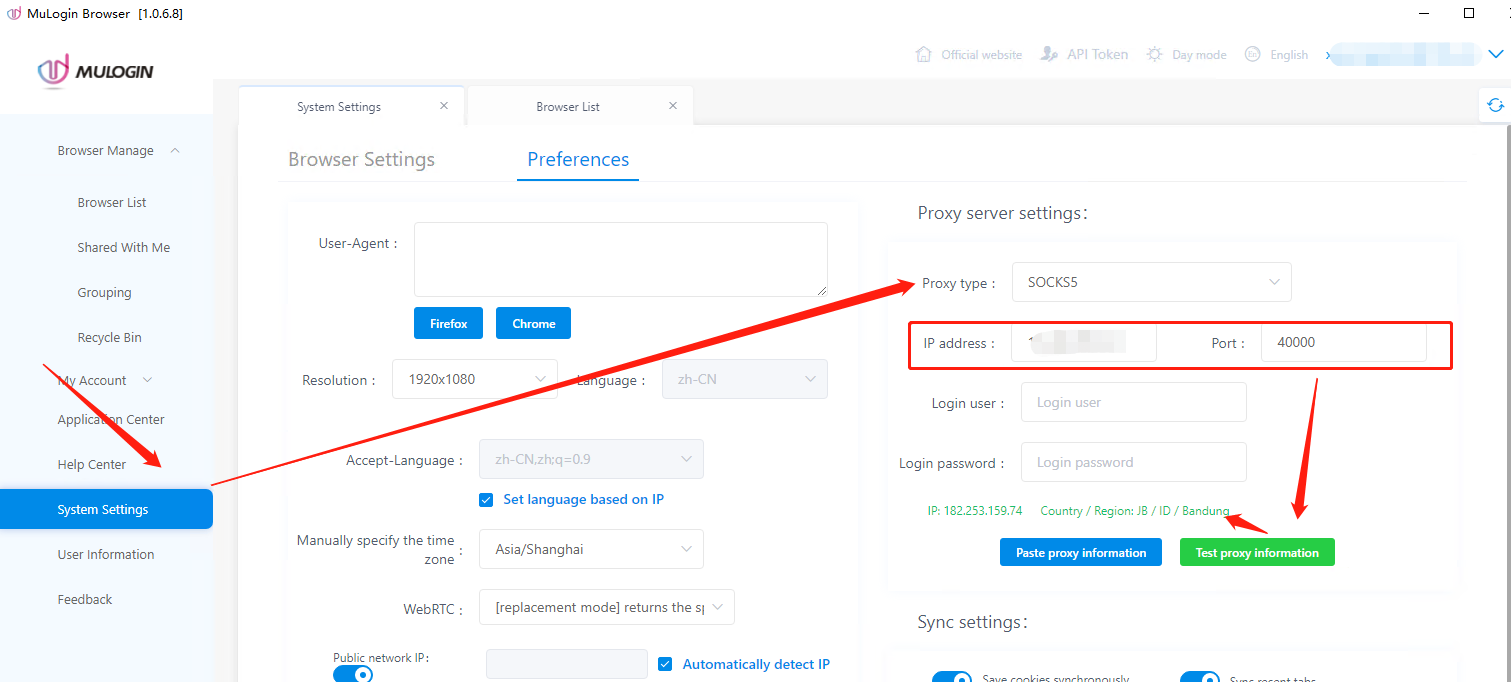 MuLogin Browser [1.0.6.8]
MULOGIN
Official website
API Token
Day mode
En
English
System Settings
Browser List
Browser Manage
Browser List
Shared With Me
Grouping
Recycle Bin
My Account
Application Center
Help Center
System Settings
User Information
Feedback
Browser Settings
Preferences
User-Agent :
Firefox
Chrome
Resolution :
1920x1080
Language :
zh-CN
Accept-Language :
zh-CN,zh;q=0.9
Set language based on IP
Manually specify the time
zone :
Asia/Shanghai
WebRTC :
[replacement mode] returns the sp
Public network IP:
Automatically detect IP
Proxy server settings:
Proxy type :
SOCKS5
IP address :
Port :
40000
Login user :
Login user
Login password :
Login password
IP: 182.253.159.74
Country / Region: JB / ID / Bandung
Paste proxy information
Test proxy information
Sync settings:
Save cookies synchronously
Sync recent tabs